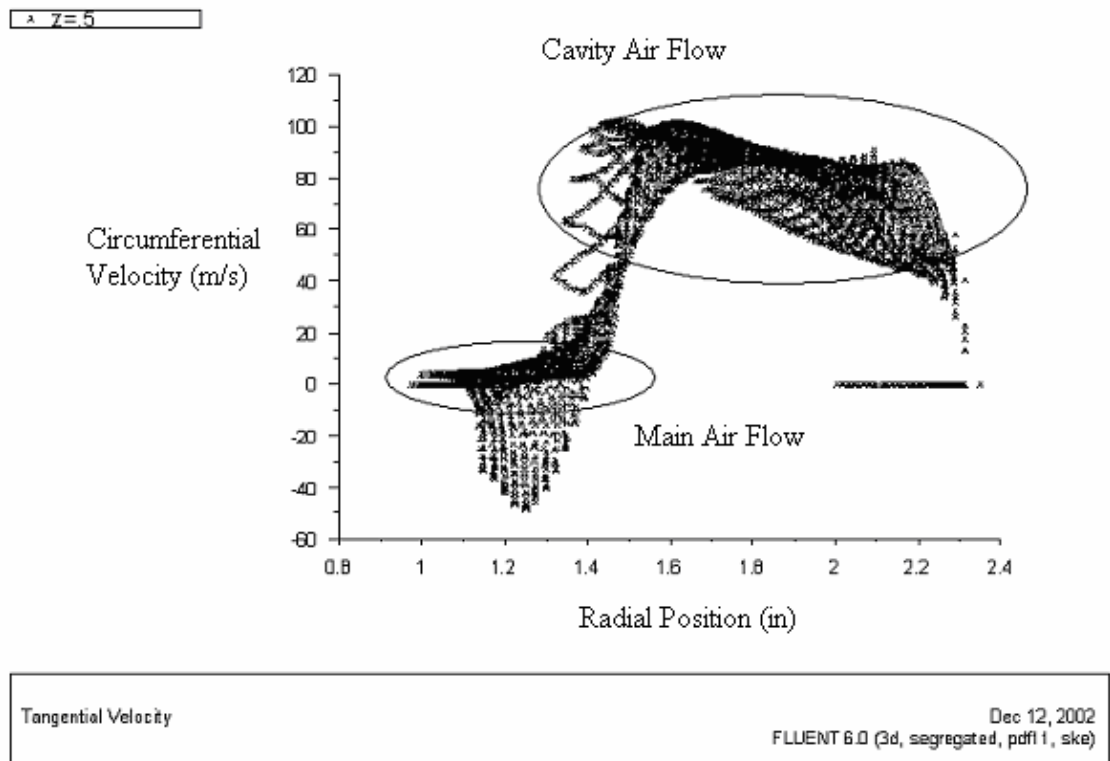 z=.5
Cavity Air Flow
120
100
80
60
40
20
0
-20
-40
-60
Circumferential
Velocity (m/s)
Main Air Flow
0.8 1 1.2 1.4 1.6 1.8 2 2.2 2.4
Radial Position (in)
Tangential Velocity
Dec 12, 2002
FLUENT 6.0 (3d, segregated, pdf11, ske)